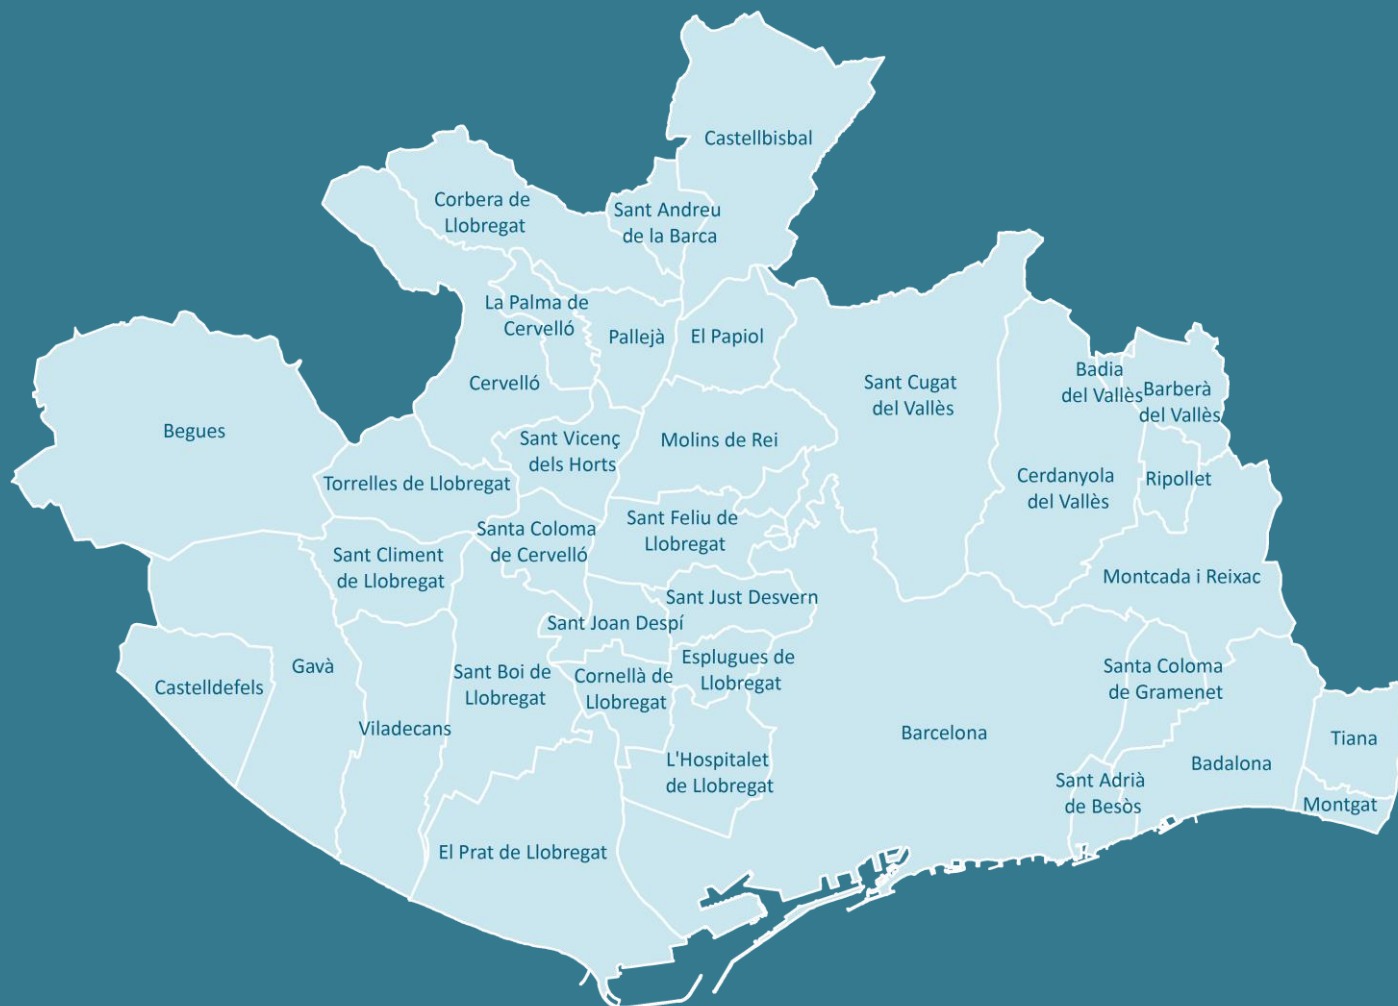 Castellbisbal
Corbera de
Llobregat
Sant Andreu
de la Barca
La Palma de
Cervelló
Pallejà
El Papiol
Cervelló
Sant Cugat
del Vallès
Badia
del Vallès
Barberà
del Vallès
Begues
Sant Vicenç
dels Horts
Molins de Rei
Torrelles de Llobregat
Cerdanyola
del Vallès
Ripollet
Santa Coloma
de Cervelló
Sant Feliu de
Llobregat
Sant Climent
de Llobregat
Montcada i Reixac
Sant Just Desvern
Sant Joan Despí
Castelldefels
Gavà
Sant Boi de
Llobregat
Cornellà de
Llobregat
Esplugues de
Llobregat
Santa Coloma
de Gramenet
Viladecans
Barcelona
Tiana
L'Hospitalet
de Llobregat
Sant Adrià
de Besòs
Badalona
Montgat
El Prat de Llobregat